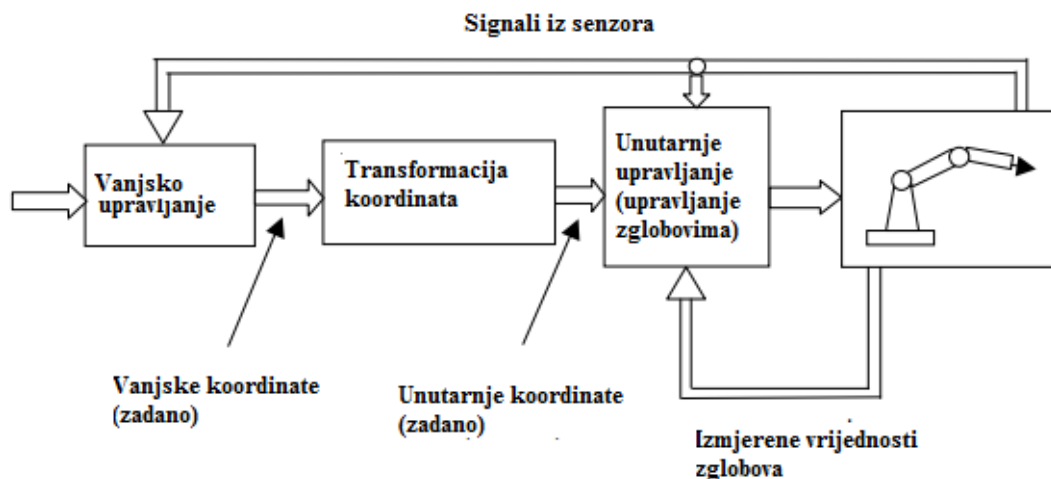 Signali iz senzora
Vanjsko
upravljanje
Transformacija
koordinata
Unutarnje
upravljanje
(upravljanje
zglobovima)
Vanjske koordinate
(zadano)
Unutarnje koordinate
(zadano)
Izmjerene vrijednosti
zglobova